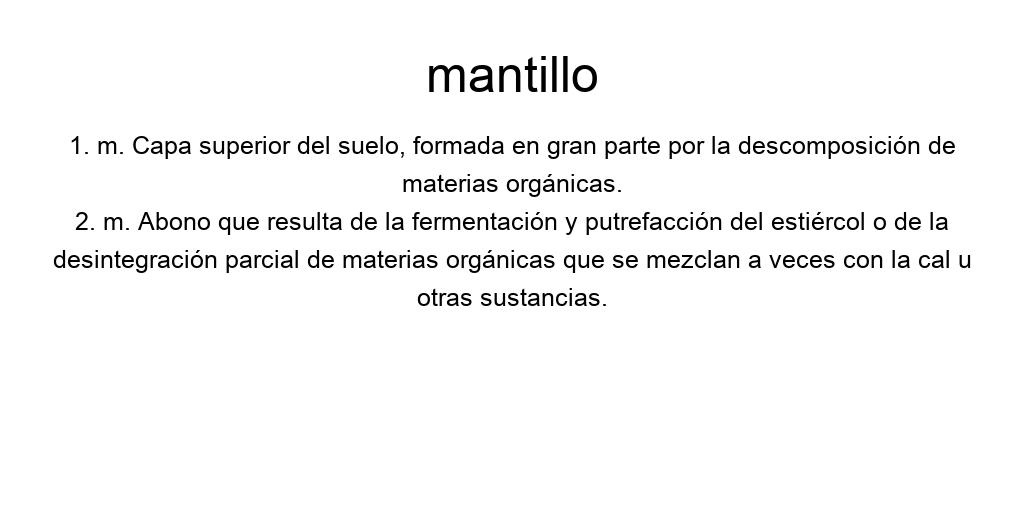 mantillo
1. m. Capa superior del suelo, formada en gran parte por la descomposición de
materias orgánicas.
2. m. Abono que resulta de la fermentación y putrefacción del estiércol o de la
desintegración parcial de materias orgánicas que se mezclan a veces con la cal u
otras sustancias.